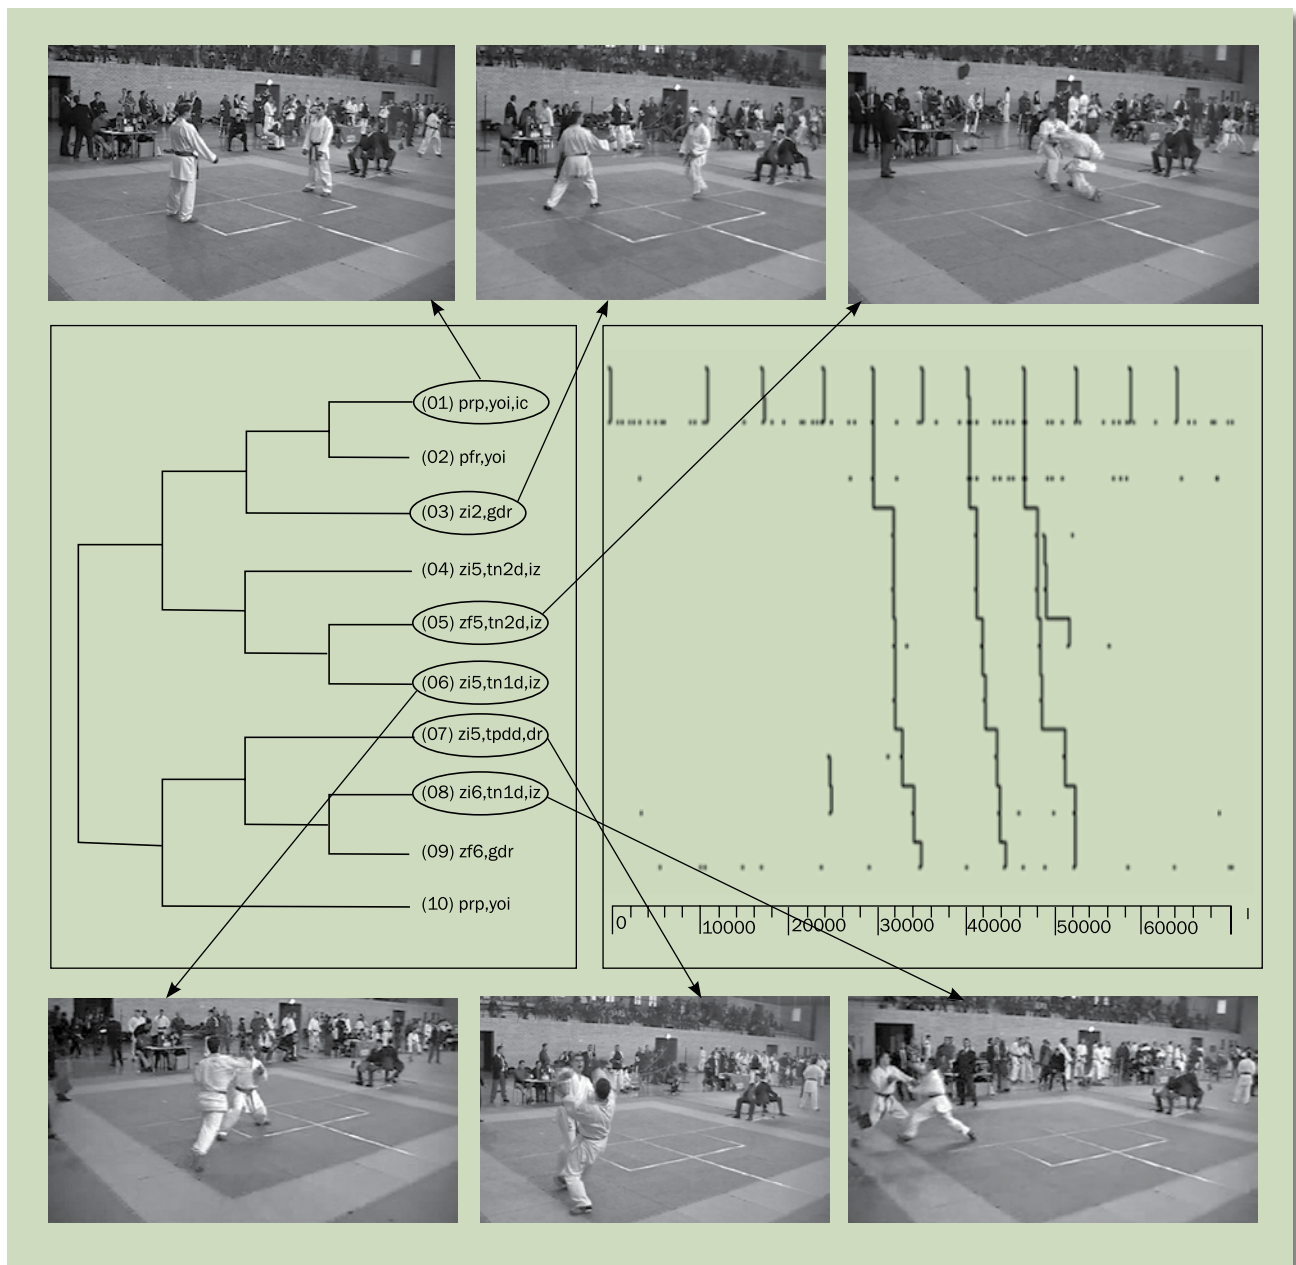 (01) prp,yoi,ic
(02) pfr,yoi
(03) zi2,gdr
(04) zi5,tn2d,iz
(05) zf5,tn2d,iz
(06) zi5,tn1d,iz
(07) zi5,tpdd,dr
(08) zi6,tn1d,iz
(09) zf6,gdr
(10) prp,yoi
0 10000 20000 30000 40000 50000 60000